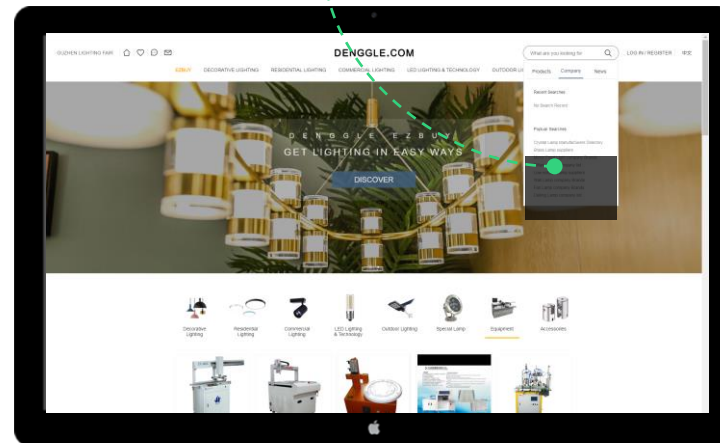 GUZHEN LIGHTING FAIR
DENGGLE.COM
What are you looking for
LOG IN / REGISTER
中文
EZBUY
DECORATIVE LIGHTING
RESIDENTIAL LIGHTING
COMMERCIAL LIGHTING
LED LIGHTING & TECHNOLOGY
OUTDOOR
Products
Company
News
Recent Searches
No Search Record
Popular Searches
DENGGLE EZBUY
GET LIGHTING IN EASY WAYS
DISCOVER
Decorative
Lighting
Residential
Lighting
Commercial
Lighting
LED Lighting
& Technology
Outdoor Lighting
Special Lamp
Equipment
Accessories